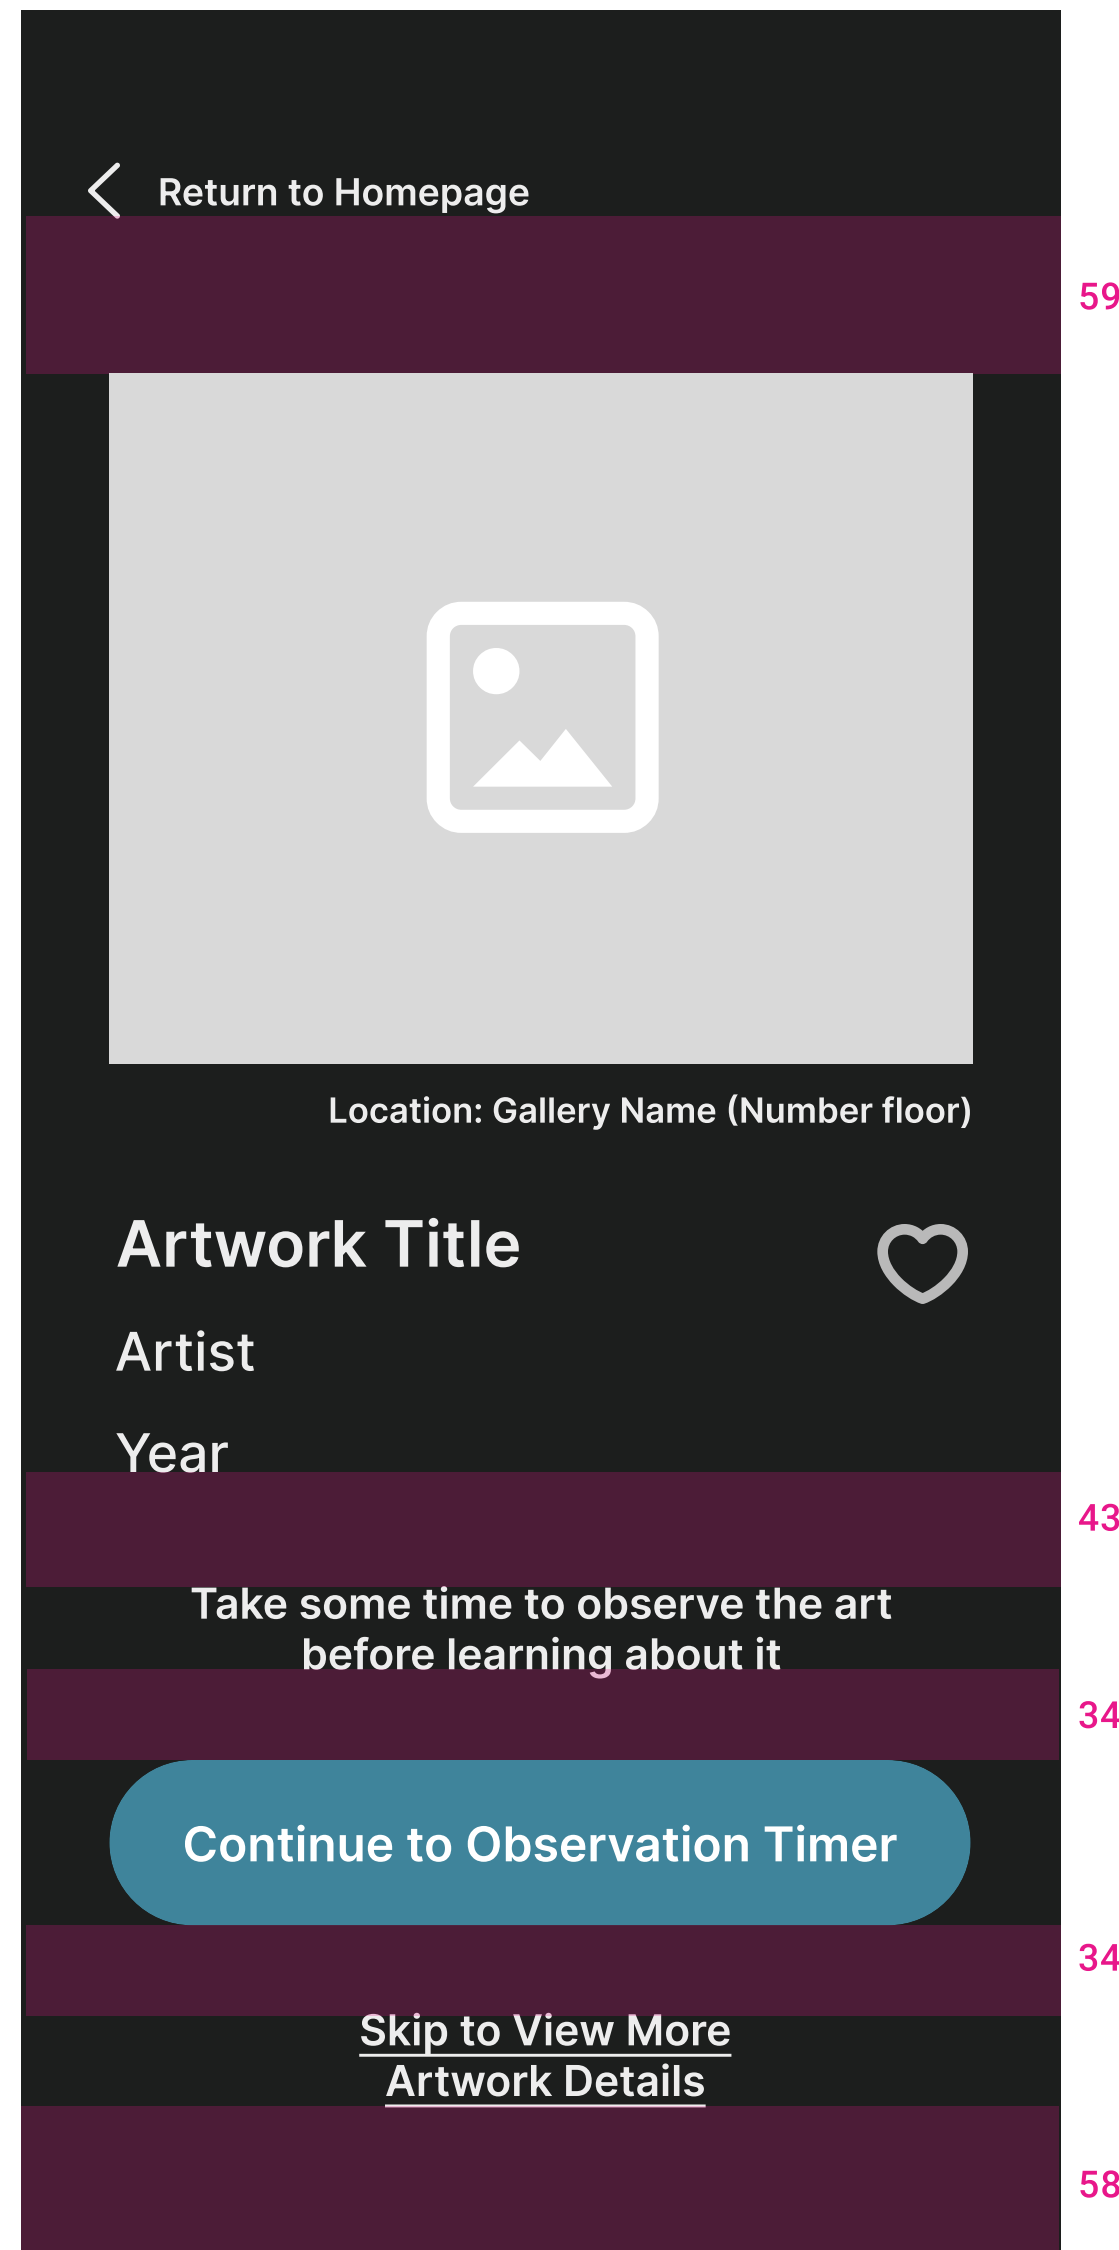 Return to Homepage
59
Location: Gallery Name (Number floor)
Artwork Title
Artist
Year
43
Take some time to observe the art
before learning about it
34
Continue to Observation Timer
34
Skip to View More
Artwork Details
58